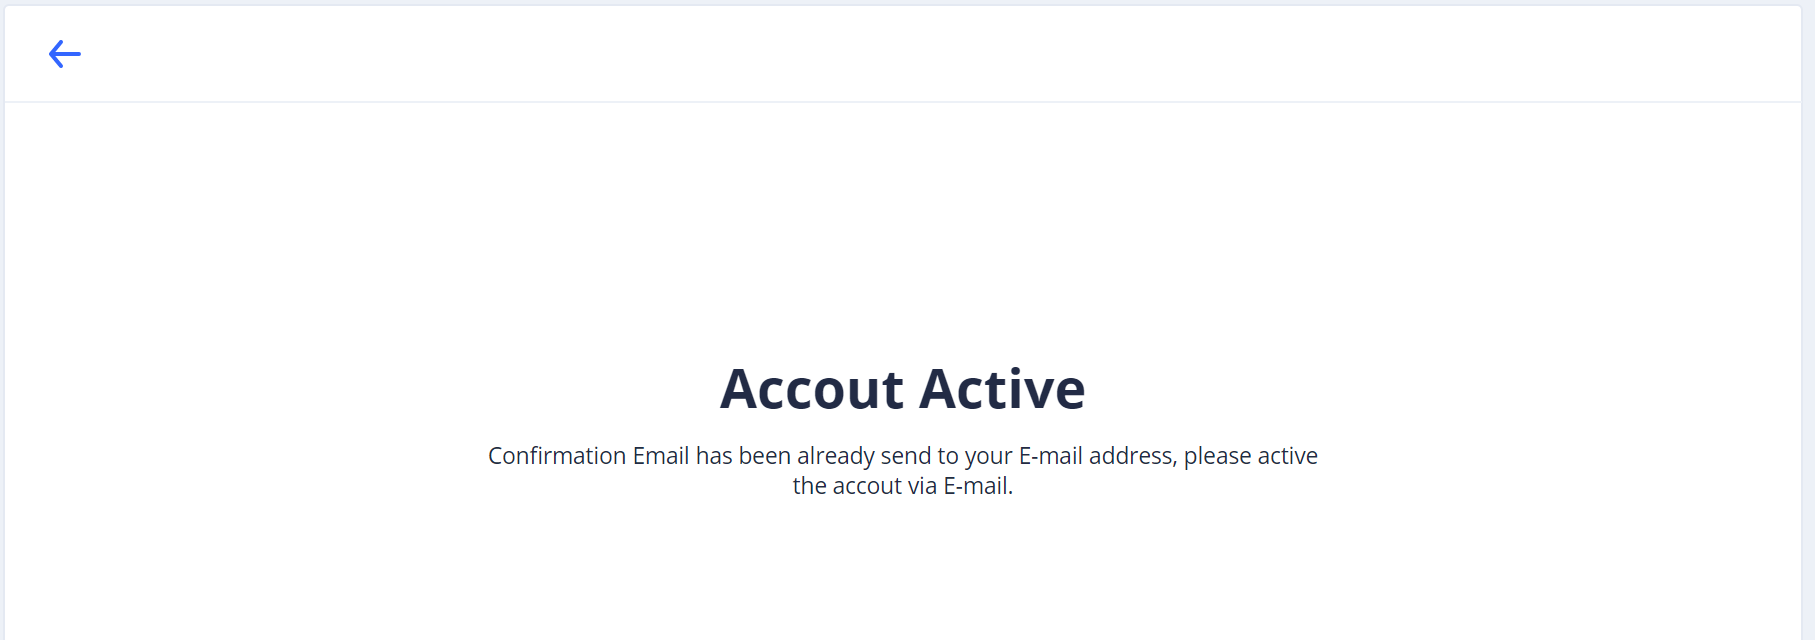 Accout Active
Confirmation Email has been already send to your E-mail address, please active
the accout via E-mail.